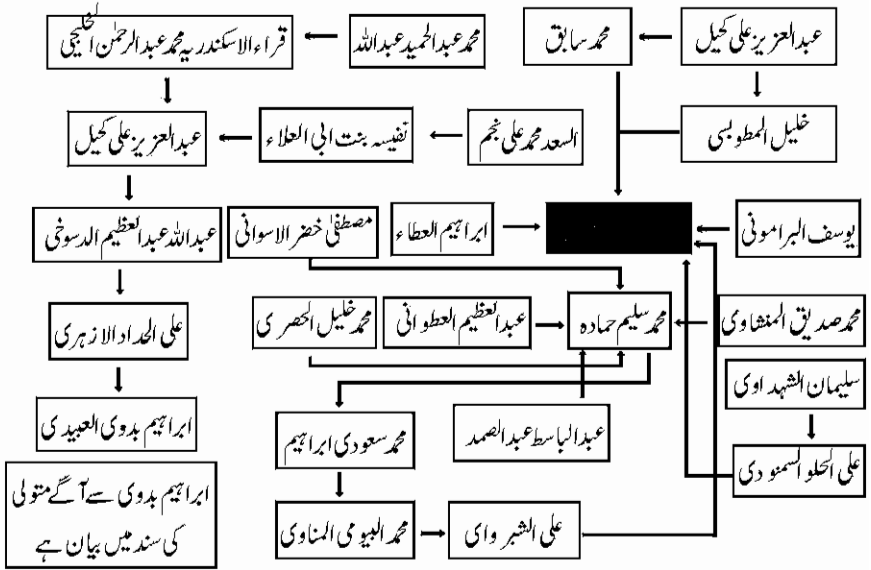 عبدالعزیز علی کحیل
محمد سابق
محمد عبدالحمید عبداللہ
قراء الاسکندریہ محمد عبدالرحمٰن الخلیجی
خلیل المطوبسی
السعد محمد علی نجم
نفیسہ بنت ابی العلاء
عبدالعزیز علی کحیل
یوسف البرامونی
ابراہیم العطاء
مصطفیٰ خضر الاسوانی
عبداللہ عبدالعظیم الدسوخی
محمد صدیق المنشاوی
محمد سلیم حمادہ
عبدالعظیم العطوانی
محمد خلیل الحصری
علی الحداد الازہری
سلیمان الشہداوی
عبدالباسط عبدالصمد
محمد سعودی ابراہیم
ابراہیم بدوی العبیدی
علی الحلو السمنودی
علی الشبروای
محمد البیومی المناوی
ابراہیم بدوی سے آگے متولی
کی سند میں بیان ہے